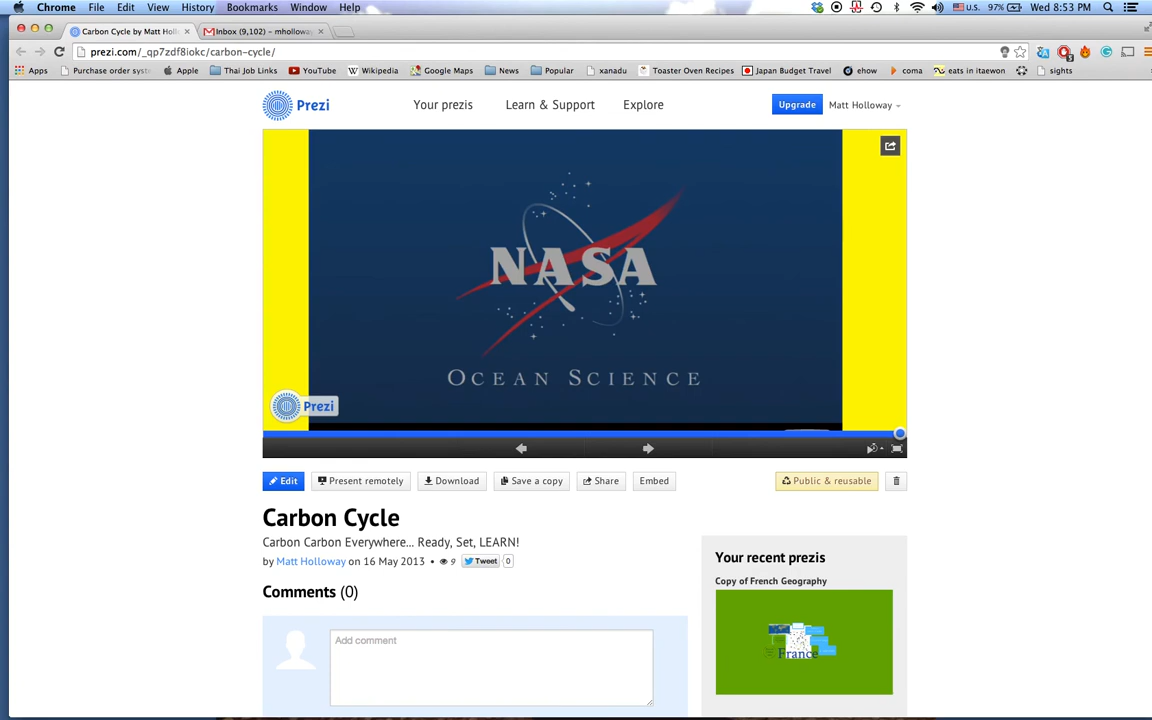 Chrome File Edit View History Bookmarks Window Help U.S. 97% Wed 8:53 PM
Carbon Cycle by Matt Holl Inbox (9,102) - mholloway
prezi.com/_qp7zdf8iokc/carbon-cycle/
Apps Purchase order syst Apple Thai Job Links YouTube Wikipedia Google Maps News Popular xanadu Toaster Oven Recipes Japan Budget Travel ehow coma eats in itaewon sights
Prezi Your prezis Learn & Support Explore Upgrade Matt Holloway
NASA
OCEAN SCIENCE
Prezi
Edit Present remotely Download Save a copy Share Embed Public & reusable
Carbon Cycle
Carbon Carbon Everywhere... Ready, Set, LEARN!
by Matt Holloway on 16 May 2013 • 9 Tweet 0
Comments (0)
Add comment
Your recent prezis
Copy of French Geography
France